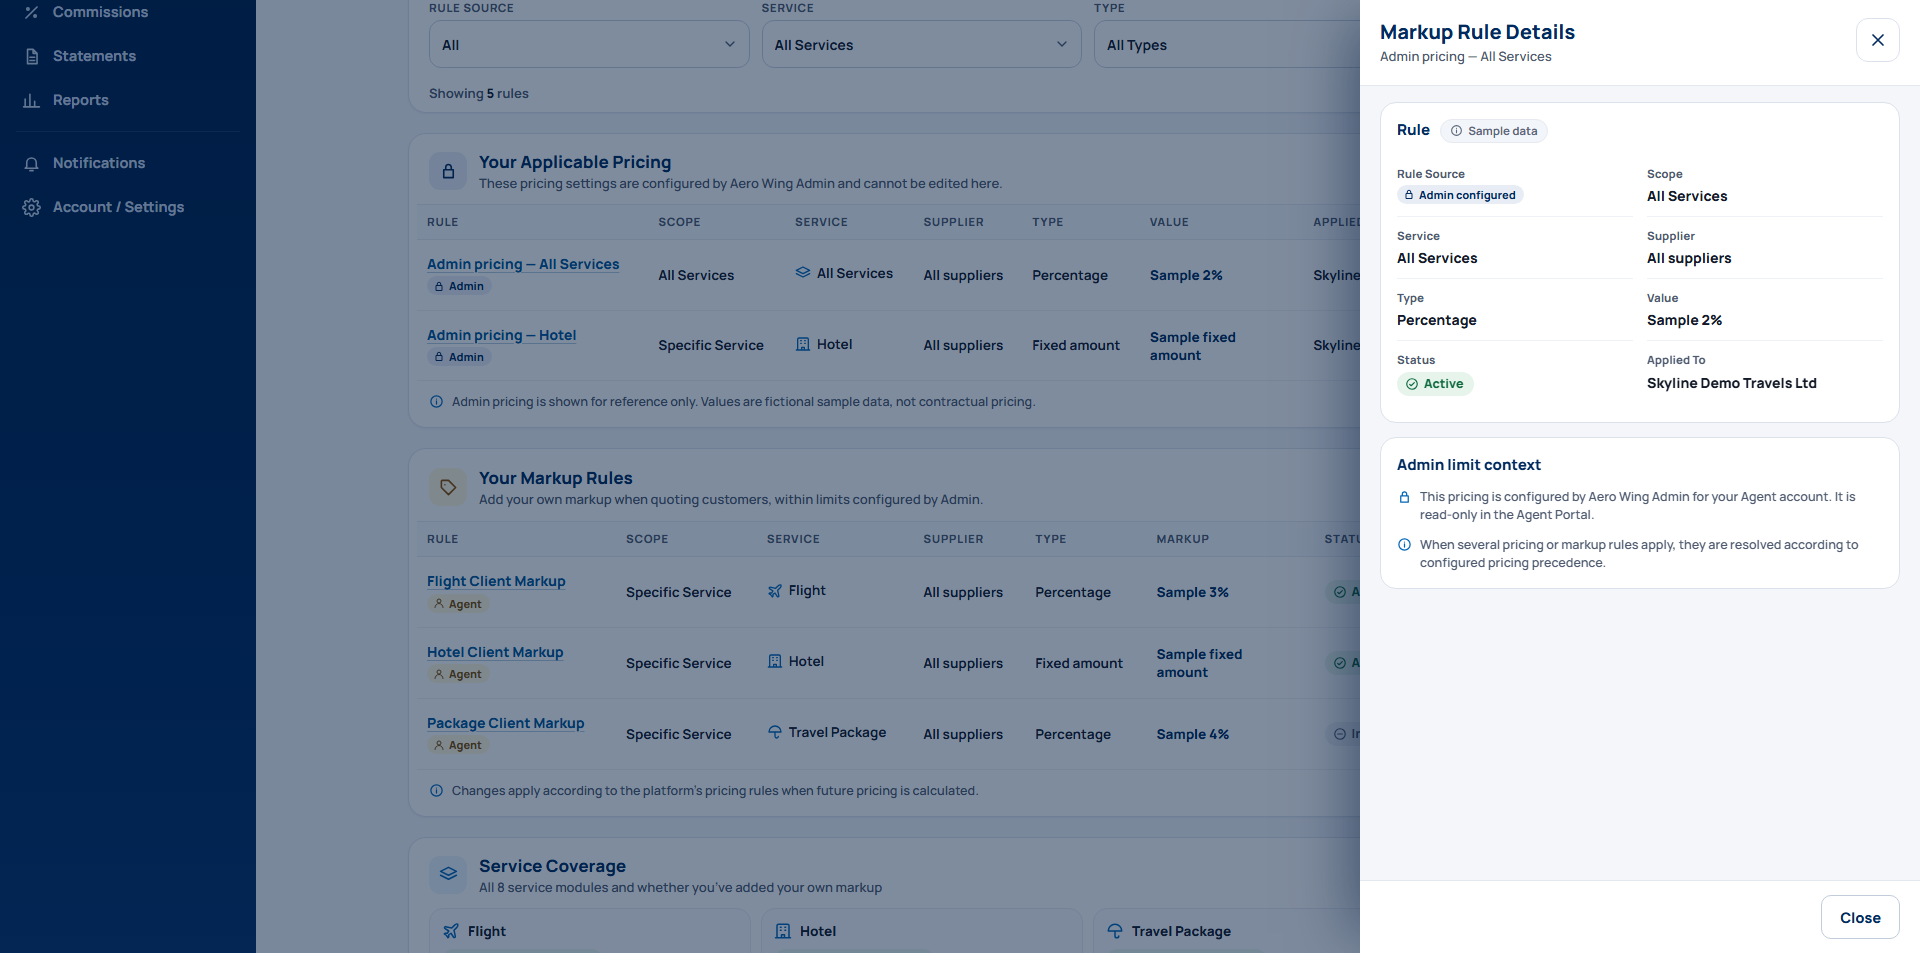 Commissions
Statements
Reports
Notifications
Account / Settings
RULE SOURCE
SERVICE
TYPE
All
All Services
All Types
Showing 5 rules
Your Applicable Pricing
These pricing settings are configured by Aero Wing Admin and cannot be edited here.
RULE SCOPE SERVICE SUPPLIER TYPE VALUE
Admin pricing — All Services
Admin
All Services All Services All suppliers Percentage Sample 2% Skyline
Admin pricing — Hotel
Admin
Specific Service Hotel All suppliers Fixed amount Sample fixed
amount
Skyline
Admin pricing is shown for reference only. Values are fictional sample data, not contractual pricing.
Your Markup Rules
Add your own markup when quoting customers, within limits configured by Admin.
RULE SCOPE SERVICE SUPPLIER TYPE MARKUP
Flight Client Markup
Agent
Specific Service Flight All suppliers Percentage Sample 3%
Hotel Client Markup
Agent
Specific Service Hotel All suppliers Fixed amount Sample fixed
amount
Package Client Markup
Agent
Specific Service Travel Package All suppliers Percentage Sample 4%
Changes apply according to the platform's pricing rules when future pricing is calculated.
Service Coverage
All 8 service modules and whether you've added your own markup
Flight
Hotel
Travel Package
Markup Rule Details
Admin pricing — All Services
Rule
Sample data
Rule Source
Admin configured
Scope
All Services
Service
All Services
Supplier
All suppliers
Type
Percentage
Value
Sample 2%
Status
Active
Applied To
Skyline Demo Travels Ltd
Admin limit context
This pricing is configured by Aero Wing Admin for your Agent account. It is
read-only in the Agent Portal.
When several pricing or markup rules apply, they are resolved according to
configured pricing precedence.
Close